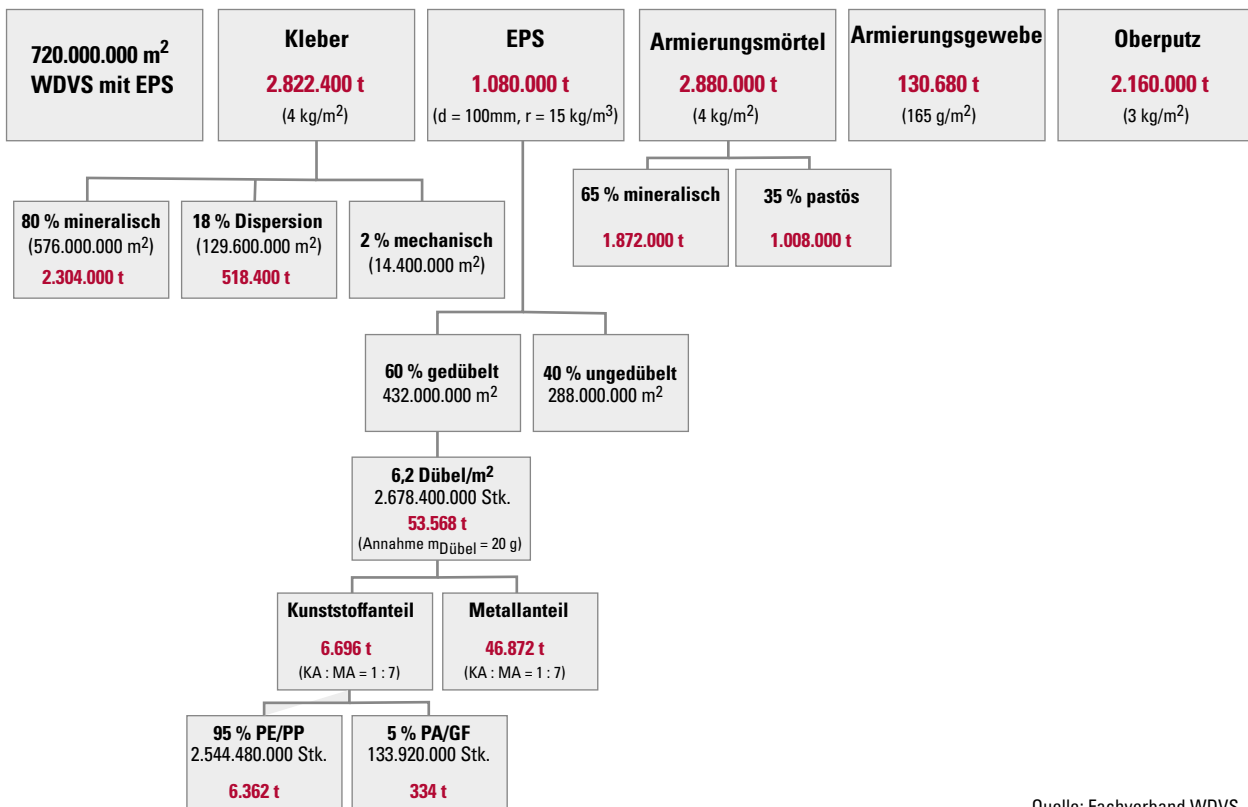 720.000.000 m²
WDVS mit EPS
Kleber
2.822.400 t
(4 kg/m²)
EPS
1.080.000 t
(d = 100mm, r = 15 kg/m³)
Armierungsmörtel
2.880.000 t
(4 kg/m²)
Armierungsgewebe
130.680 t
(165 g/m²)
Oberputz
2.160.000 t
(3 kg/m²)
80 % mineralisch
(576.000.000 m²)
2.304.000 t
18 % Dispersion
(129.600.000 m²)
518.400 t
2 % mechanisch
(14.400.000 m²)
65 % mineralisch
1.872.000 t
35 % pastös
1.008.000 t
60 % gedübelt
432.000.000 m²
40 % ungedübelt
288.000.000 m²
6,2 Dübel/m²
2.678.400.000 Stk.
53.568 t
(Annahme mDübel = 20 g)
Kunststoffanteil
6.696 t
(KA : MA = 1 : 7)
Metallanteil
46.872 t
(KA : MA = 1 : 7)
95 % PE/PP
2.544.480.000 Stk.
6.362 t
5 % PA/GF
133.920.000 Stk.
334 t
Quelle: Fachverband WDVS